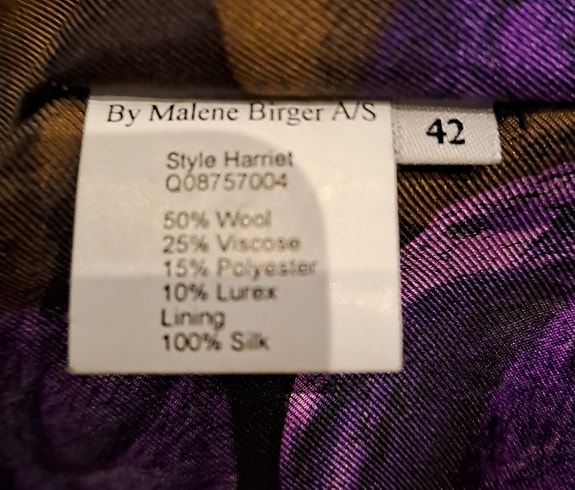 By Malene Birger A/S
42
Style Harriet
Q08757004
50% Wool
25% Viscose
15% Polyester
10% Lurex
Lining
100% Silk